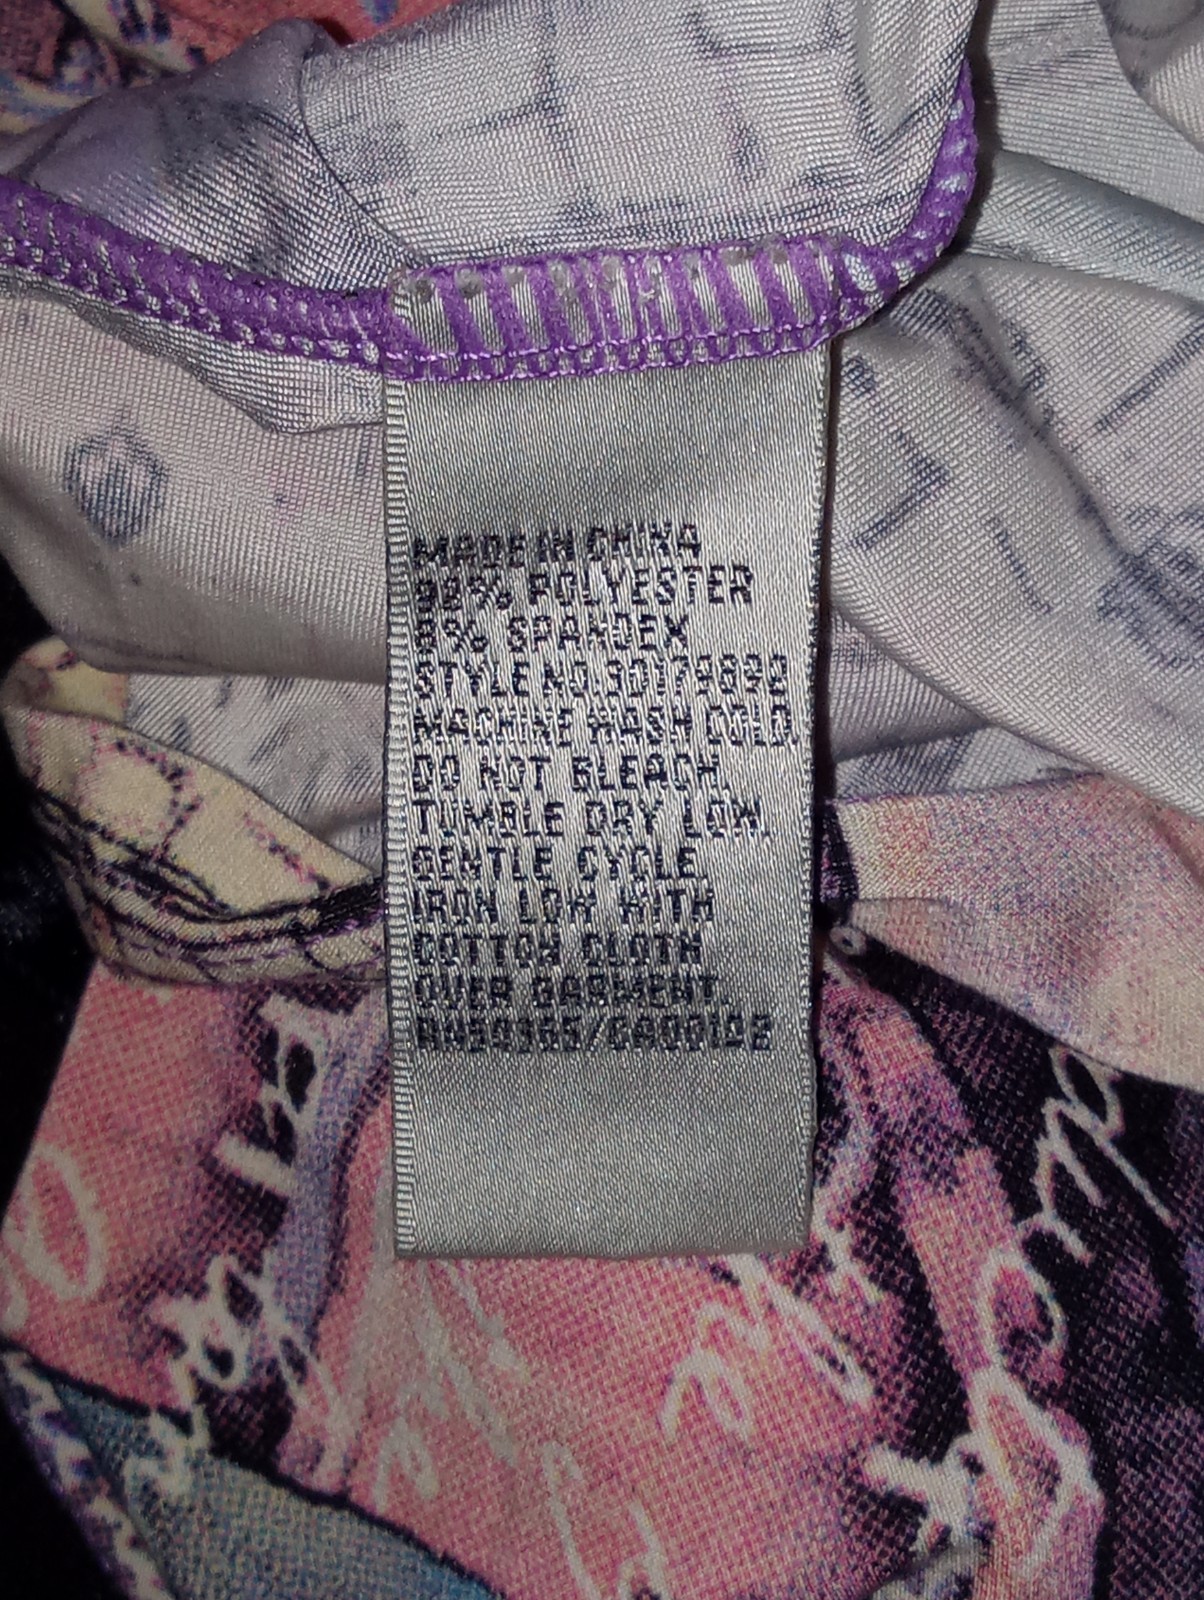 MADE IN CHINA
92% POLYESTER
8% SPANDEX
STYLE NO.30179892
MACHINE WASH COLD.
DO NOT BLEACH.
TUMBLE DRY LOW.
GENTLE CYCLE.
IRON LOW WITH
COTTON CLOTH
OVER GARMENT.